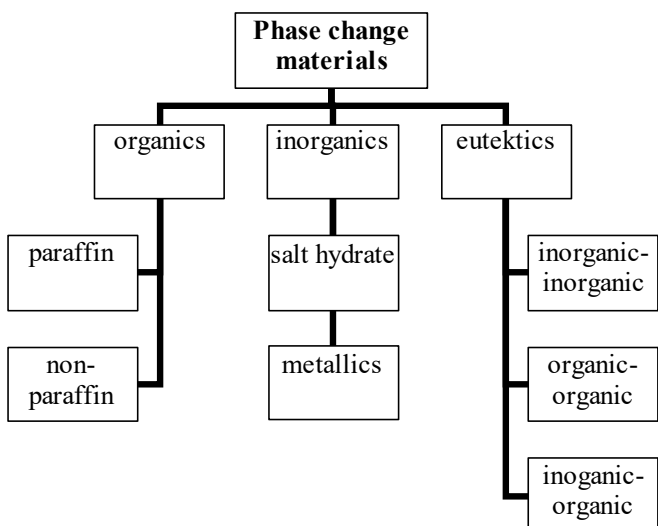 Phase change
materials
organics
inorganics
eutektics
paraffin
salt hydrate
inorganic-
inorganic
non-
paraffin
metallics
organic-
organic
inoganic-
organic